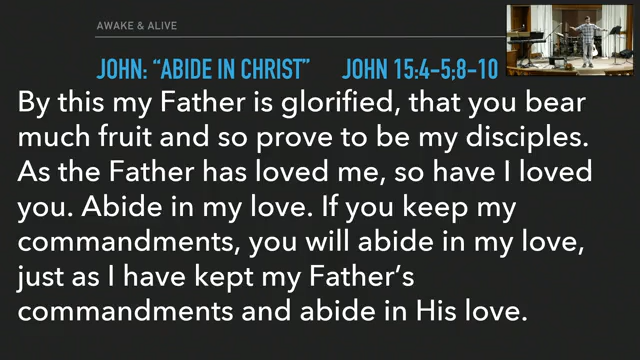 AWAKE & ALIVE
JOHN: “ABIDE IN CHRIST” JOHN 15:4-5;8-10
By this my Father is glorified, that you bear
much fruit and so prove to be my disciples.
As the Father has loved me, so have I loved
you. Abide in my love. If you keep my
commandments, you will abide in my love,
just as I have kept my Father’s
commandments and abide in His love.